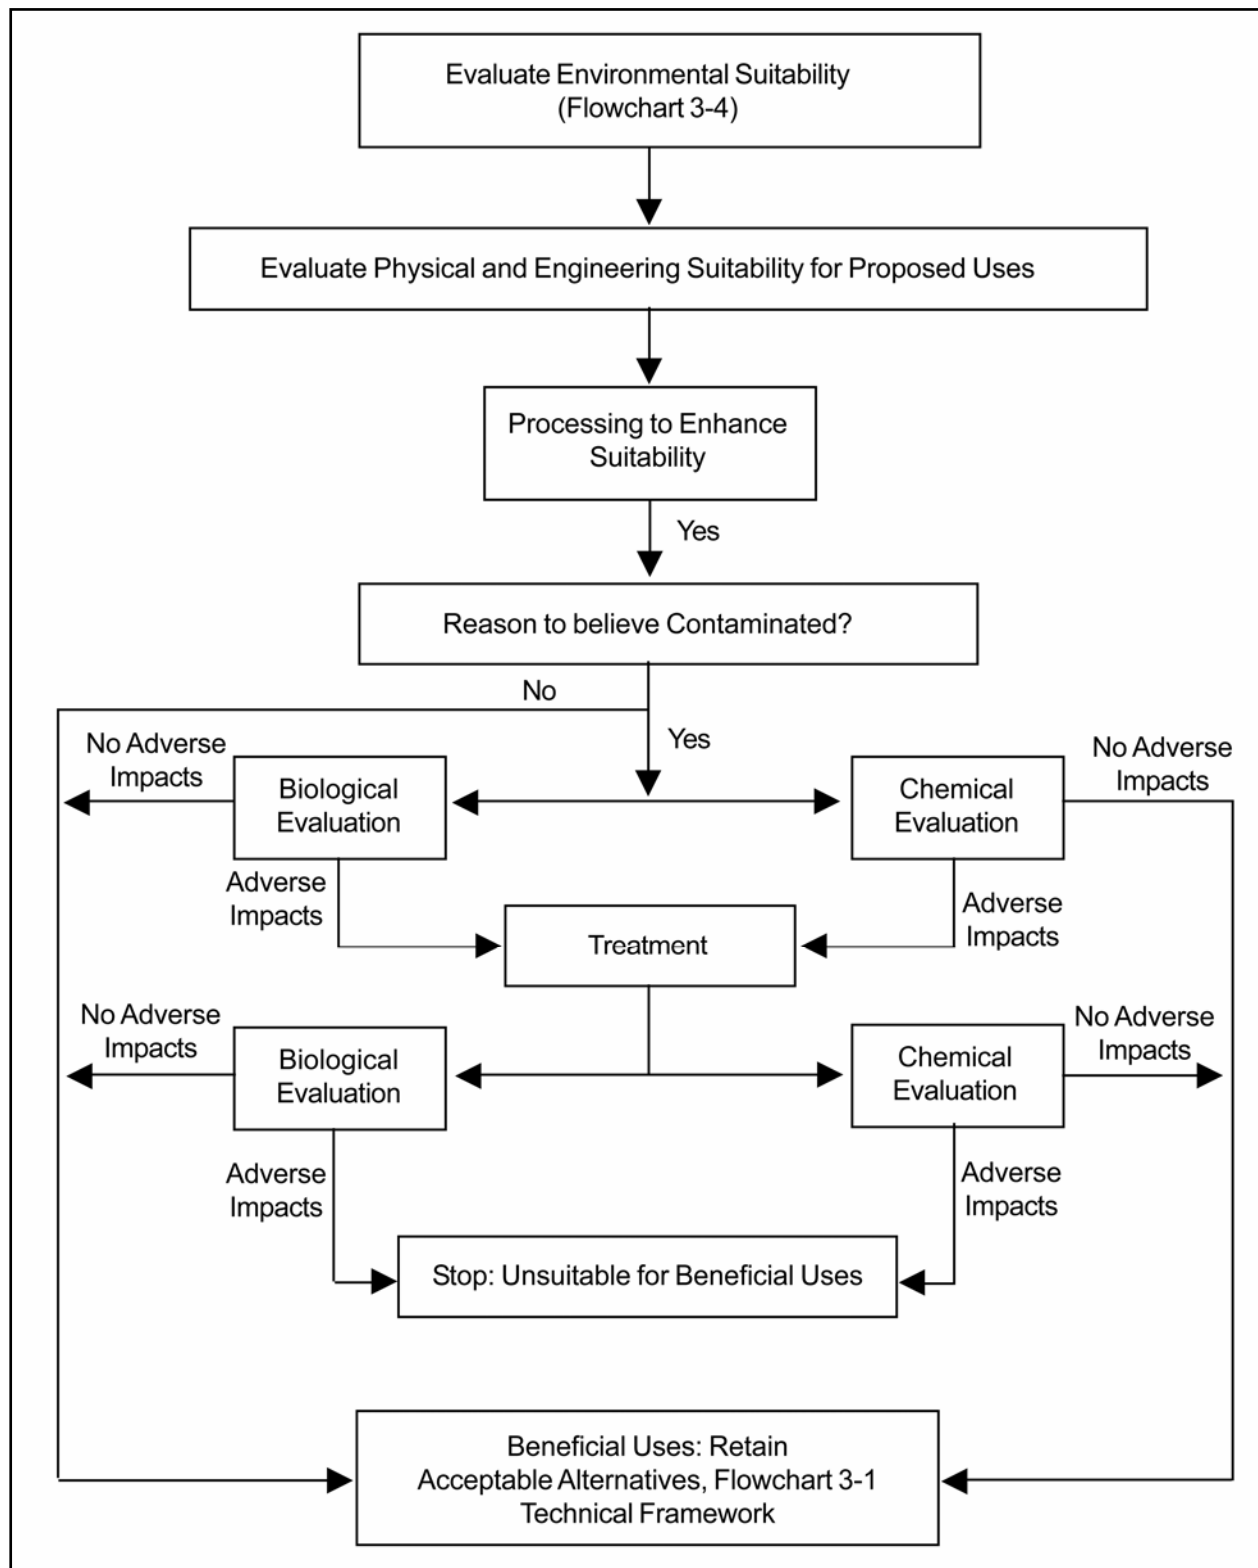 Evaluate Environmental Suitability
(Flowchart 3-4)
Evaluate Physical and Engineering Suitability for Proposed Uses
Processing to Enhance
Suitability
Yes
Reason to believe Contaminated?
No
Yes
No Adverse
Impacts
Biological
Evaluation
Chemical
Evaluation
No Adverse
Impacts
Adverse
Impacts
Treatment
Adverse
Impacts
No Adverse
Impacts
Biological
Evaluation
Chemical
Evaluation
No Adverse
Impacts
Adverse
Impacts
Adverse
Impacts
Stop: Unsuitable for Beneficial Uses
Beneficial Uses: Retain
Acceptable Alternatives, Flowchart 3-1
Technical Framework